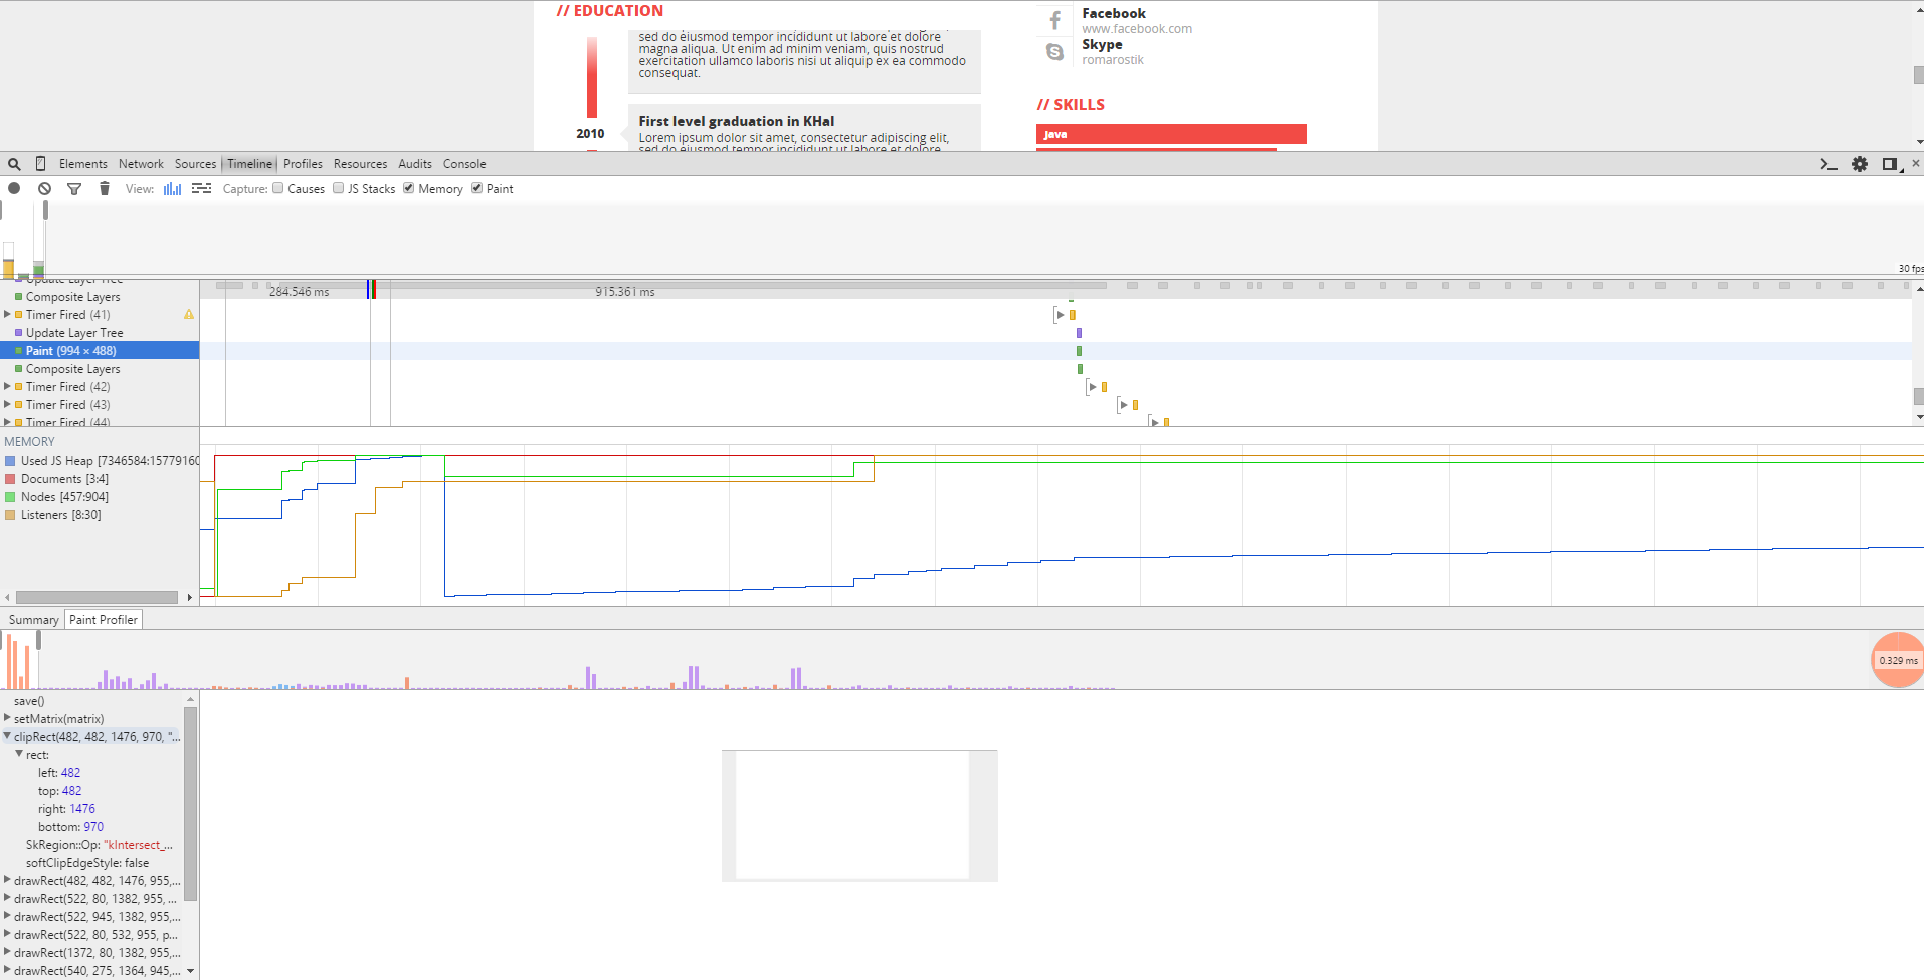 // EDUCATION
sed do eiusmod tempor incididunt ut labore et dolore
magna aliqua. Ut enim ad minim veniam, quis nostrud
exercitation ullamco laboris nisi ut aliquip ex ea commodo
consequat.
2010
First level graduation in KHaI
Lorem ipsum dolor sit amet, consectetur adipiscing elit,
sed do eiusmod tempor incididunt ut labore et dolore
Facebook
www.facebook.com
Skype
romarostik
// SKILLS
Java
Elements Network Sources Timeline Profiles Resources Audits Console
View: Capture: Causes JS Stacks Memory Paint
30 fps
284.546 ms 915.361 ms
Update Layer Tree
Composite Layers
Timer Fired (41)
Update Layer Tree
Paint (994 × 488)
Composite Layers
Timer Fired (42)
Timer Fired (43)
Timer Fired (44)
MEMORY
Used JS Heap [7346584:15779160
Documents [3:4]
Nodes [457:904]
Listeners [8:30]
Summary Paint Profiler
0.329 ms
save()
setMatrix(matrix)
clipRect(482, 482, 1476, 970, "...
rect:
left: 482
top: 482
right: 1476
bottom: 970
SkRegion::Op: "kIntersect_...
softClipEdgeStyle: false
drawRect(482, 482, 1476, 955,...
drawRect(522, 80, 1382, 955, ...
drawRect(522, 945, 1382, 955,...
drawRect(522, 80, 532, 955, p...
drawRect(1372, 80, 1382, 955,...
drawRect(540, 275, 1364, 945,...